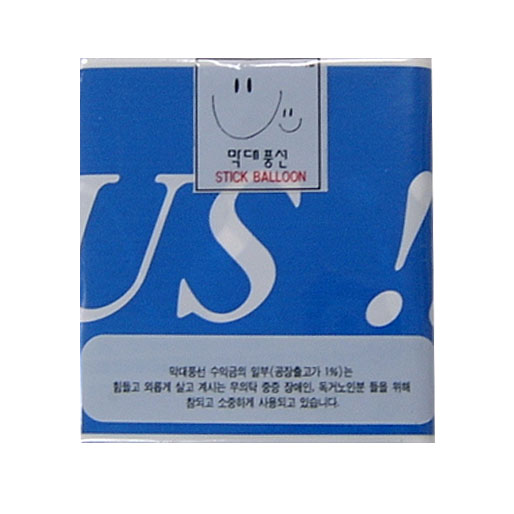 막대풍선
STICK BALLOON
US!
막대풍선 수익금의 일부(공장출고가 1%)는
힘들고 외롭게 살고 계시는 무의탁 중증 장애인, 독거노인분 들을 위해
참되고 소중하게 사용되고 있습니다.